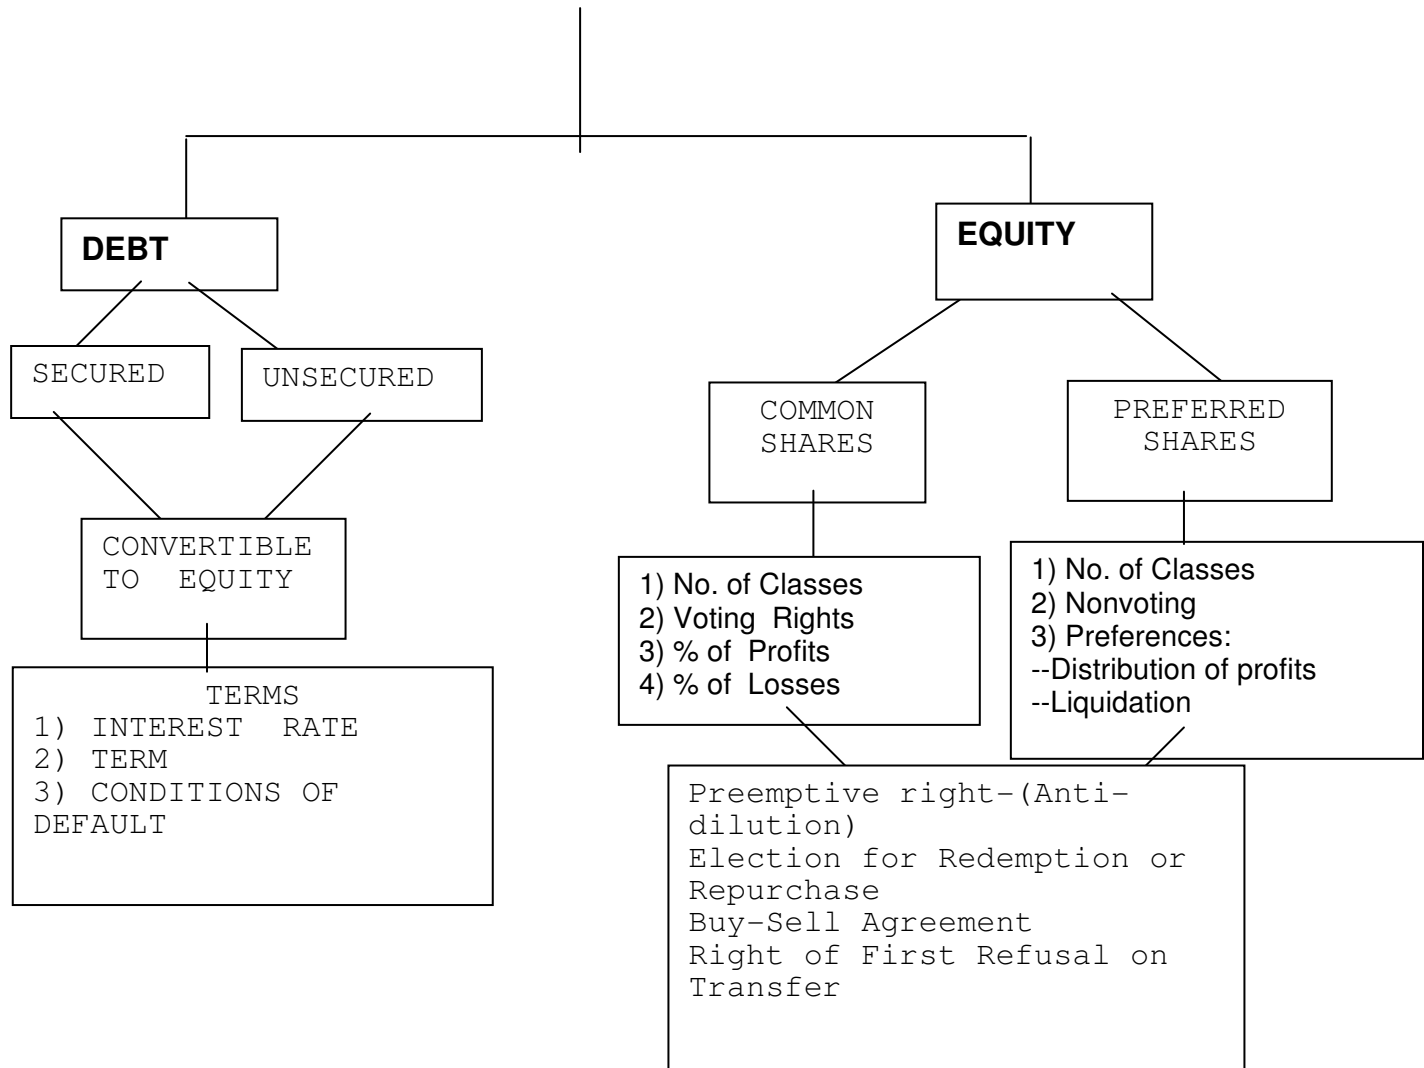 DEBT
EQUITY
SECURED
UNSECURED
COMMON
SHARES
PREFERRED
SHARES
CONVERTIBLE
TO EQUITY
1) No. of Classes
2) Voting Rights
3) % of Profits
4) % of Losses
1) No. of Classes
2) Nonvoting
3) Preferences:
--Distribution of profits
--Liquidation
TERMS
1) INTEREST RATE
2) TERM
3) CONDITIONS OF
DEFAULT
Preemptive right-(Anti-
dilution)
Election for Redemption or
Repurchase
Buy-Sell Agreement
Right of First Refusal on
Transfer